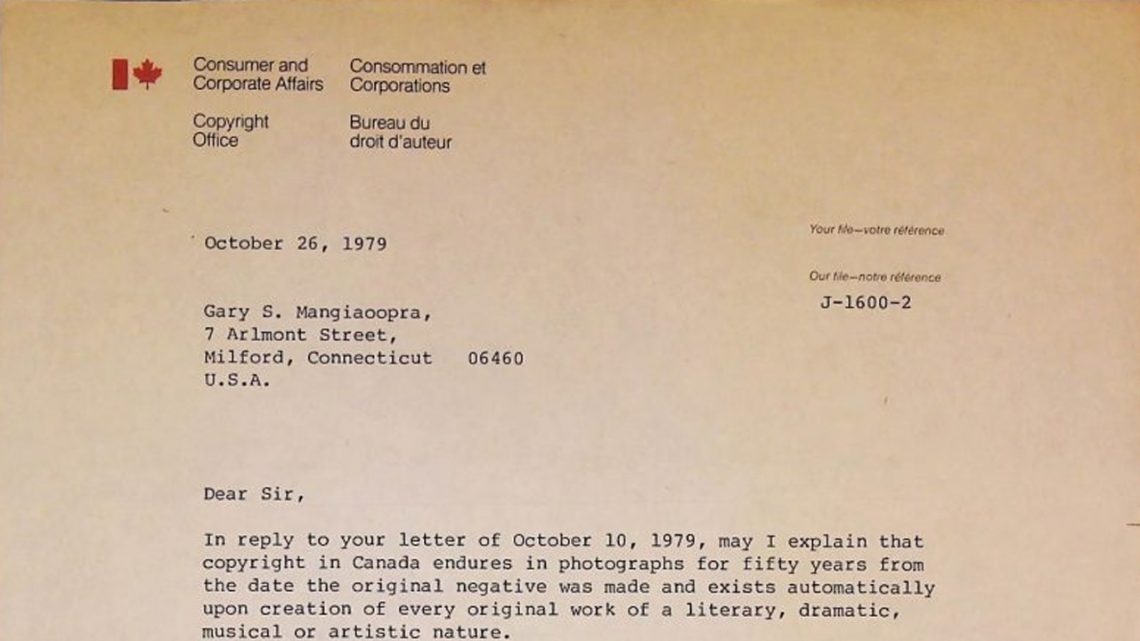 Consumer and Consommation et
Corporate Affairs Corporations
Copyright Bureau du
Office droit d'auteur
October 26, 1979
Your file—votre référence
Our file—notre référence
J-1600-2
Gary S. Mangiaoopra,
7 Arlmont Street,
Milford, Connecticut 06460
U.S.A.
Dear Sir,
In reply to your letter of October 10, 1979, may I explain that
copyright in Canada endures in photographs for fifty years from
the date the original negative was made and exists automatically
upon creation of every original work of a literary, dramatic,
musical or artistic nature.